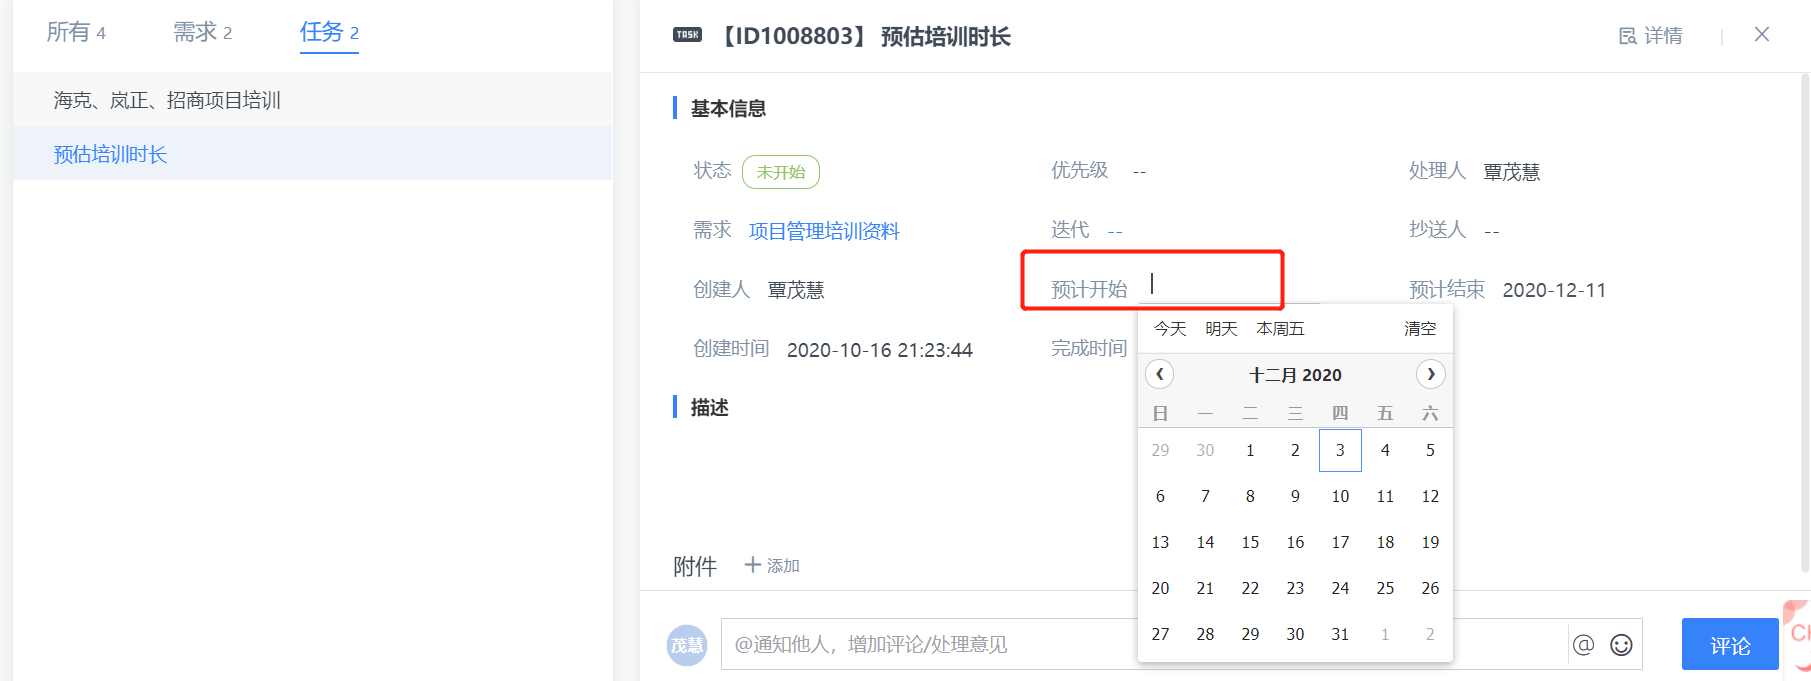 所有 4 需求 2 任务 2
海克、岚正、招商项目培训
预估培训时长
TASK 【ID1008803】 预估培训时长 详情
基本信息
状态 未开始 优先级 -- 处理人 覃茂慧
需求 项目管理培训资料 迭代 -- 抄送人 --
创建人 覃茂慧 预计开始 预计结束 2020-12-11
创建时间 2020-10-16 21:23:44 完成时间
今天 明天 本周五 清空
十二月 2020
日 一 二 三 四 五 六
29 30 1 2 3 4 5
6 7 8 9 10 11 12
13 14 15 16 17 18 19
20 21 22 23 24 25 26
27 28 29 30 31 1 2
描述
附件 + 添加
茂慧 @通知他人，增加评论/处理意见 @ 评论